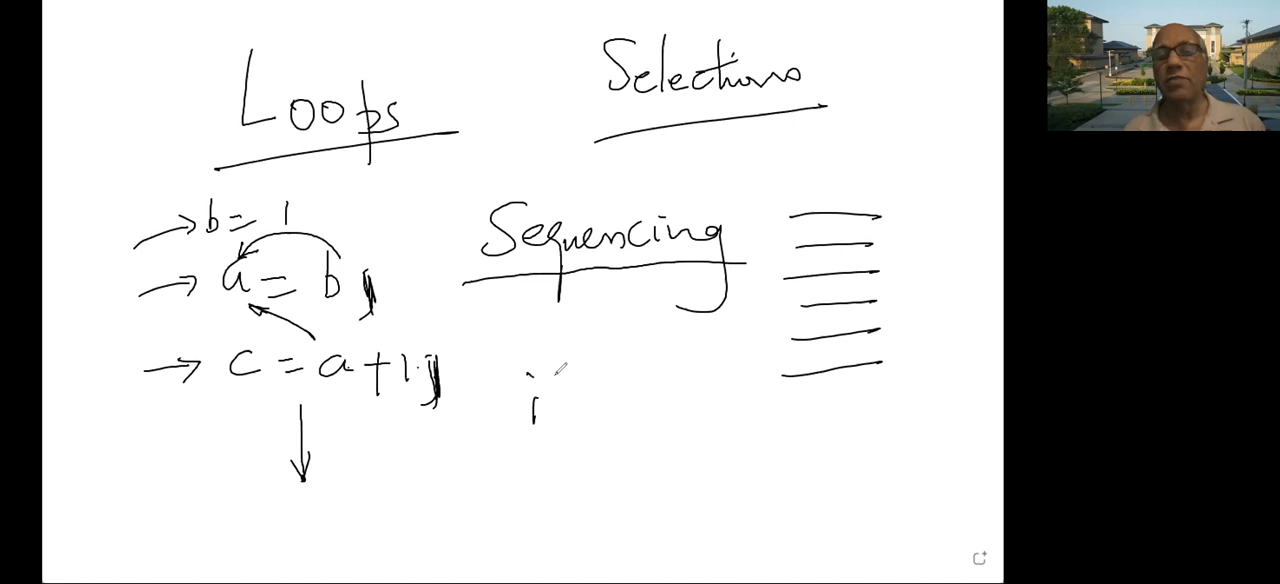 Loops
Selections
b = 1
a = b;
c = a + 1;
Sequencing
i